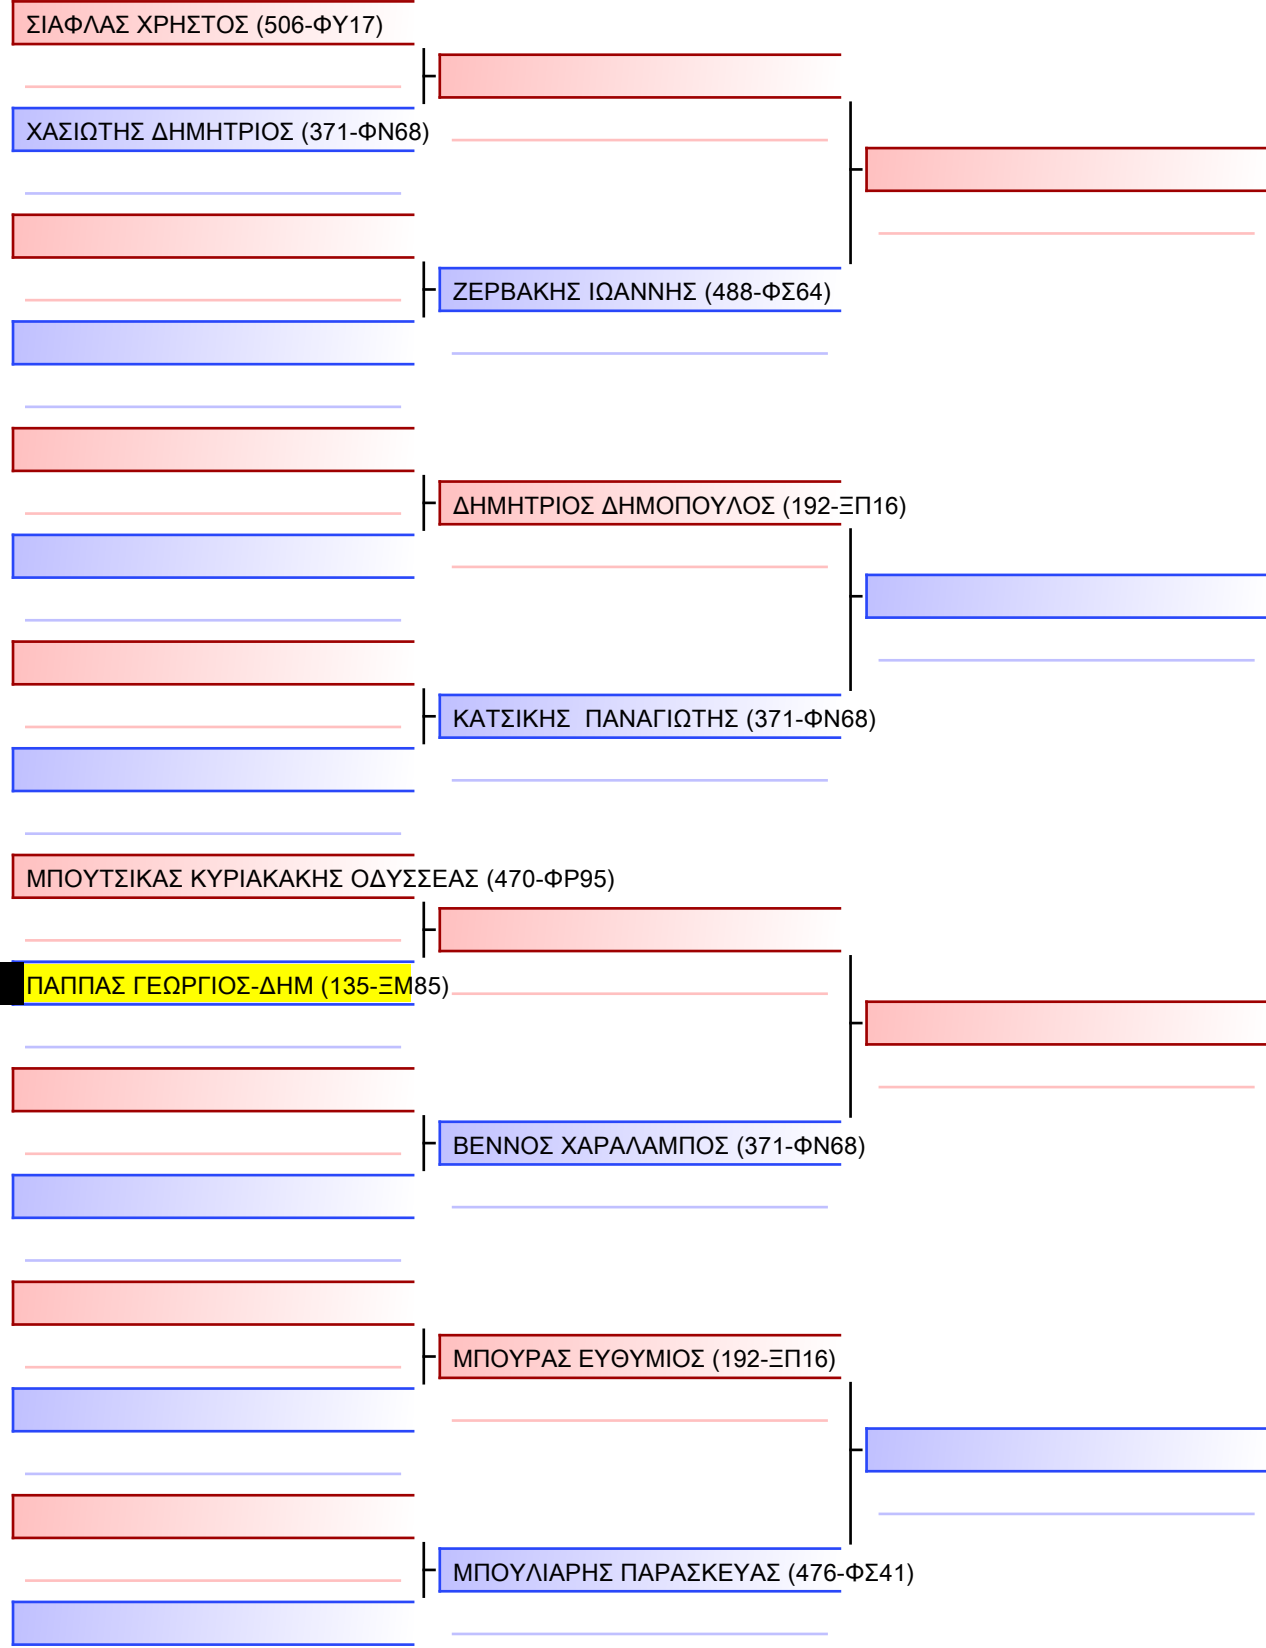 ΣΙΑΦΛΑΣ ΧΡΗΣΤΟΣ (506-ΦΥ17)
ΧΑΣΙΩΤΗΣ ΔΗΜΗΤΡΙΟΣ (371-ΦΝ68)
ΖΕΡΒΑΚΗΣ ΙΩΑΝΝΗΣ (488-ΦΣ64)
ΔΗΜΗΤΡΙΟΣ ΔΗΜΟΠΟΥΛΟΣ (192-ΞΠ16)
ΚΑΤΣΙΚΗΣ  ΠΑΝΑΓΙΩΤΗΣ (371-ΦΝ68)
ΜΠΟΥΤΣΙΚΑΣ ΚΥΡΙΑΚΑΚΗΣ ΟΔΥΣΣΕΑΣ (470-ΦΡ95)
ΠΑΠΠΑΣ ΓΕΩΡΓΙΟΣ-ΔΗΜ (135-ΞΜ85)
ΒΕΝΝΟΣ ΧΑΡΑΛΑΜΠΟΣ (371-ΦΝ68)
ΜΠΟΥΡΑΣ ΕΥΘΥΜΙΟΣ (192-ΞΠ16)
ΜΠΟΥΛΙΑΡΗΣ ΠΑΡΑΣΚΕΥΑΣ (476-ΦΣ41)